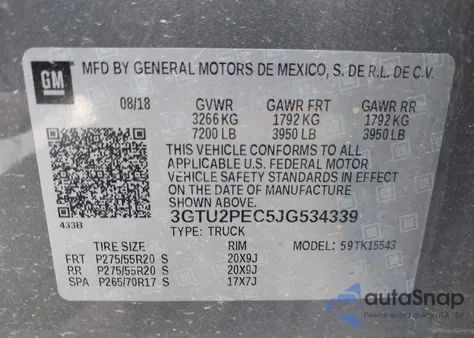 GM
MFD BY GENERAL MOTORS DE MEXICO, S. DE R.L. DE C.V.
08/18 GVWR GAWR FRT GAWR RR
3266 KG 1792 KG 1792 KG
7200 LB 3950 LB 3950 LB
THIS VEHICLE CONFORMS TO ALL
APPLICABLE U.S. FEDERAL MOTOR
VEHICLE SAFETY STANDARDS IN EFFECT
ON THE DATE OF MANUFACTURE
SHOWN ABOVE.
433B 3GTU2PEC5JG534339
TYPE: TRUCK
TIRE SIZE RIM MODEL: 59TK15543
FRT P275/55R20 S 20X9J
RR P275/55R20 S 20X9J
SPA P265/70R17 S 17X7J
autoSnap